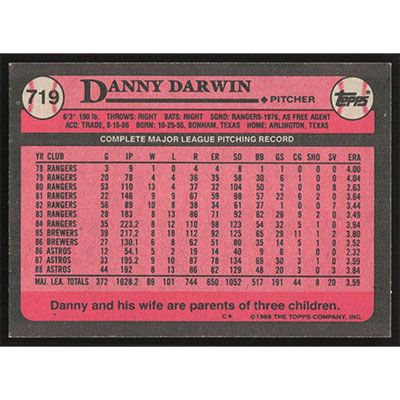 719
DANNY DARWIN
PITCHER
TOPPS
6'3" 190 lb. THROWS: RIGHT BATS: RIGHT SGND: RANGERS-1976, AS FREE AGENT
ACQ: TRADE, 8-15-86 BORN: 10-25-55, BONHAM, TEXAS HOME: ARLINGTON, TEXAS
COMPLETE MAJOR LEAGUE PITCHING RECORD
YR CLUB G IP W L R ER SO BB GS CG SHO SV ERA
78 RANGERS 3 9 1 0 4 4 8 1 1 0 0 0 4.00
79 RANGERS 20 78 4 4 36 35 58 30 6 1 0 0 4.04
80 RANGERS 53 110 13 4 37 32 104 50 2 0 0 8 2.62
81 RANGERS 22 146 9 9 67 59 98 57 22 6 2 0 3.64
82 RANGERS 56 89 10 8 38 34 61 37 1 0 0 7 3.44
83 RANGERS 28 183 8 13 86 71 92 62 26 9 2 0 3.49
84 RANGERS 35 223.2 8 12 110 98 123 54 32 5 1 0 3.94
85 BREWERS 39 217.2 8 18 112 92 125 65 29 11 1 2 3.80
86 BREWERS 27 130.1 6 8 62 51 80 35 14 5 1 0 3.52
86 ASTROS 12 54.1 5 2 19 14 40 9 8 1 0 0 2.32
87 ASTROS 33 195.2 9 10 87 78 134 69 30 3 1 0 3.59
88 ASTROS 44 192 8 13 86 82 129 48 20 3 0 3 3.84
MAJ. LEA. TOTALS 372 1628.2 89 101 744 650 1052 517 191 44 8 20 3.59
Danny and his wife are parents of three children.
C* ©1989 THE TOPPS COMPANY, INC.